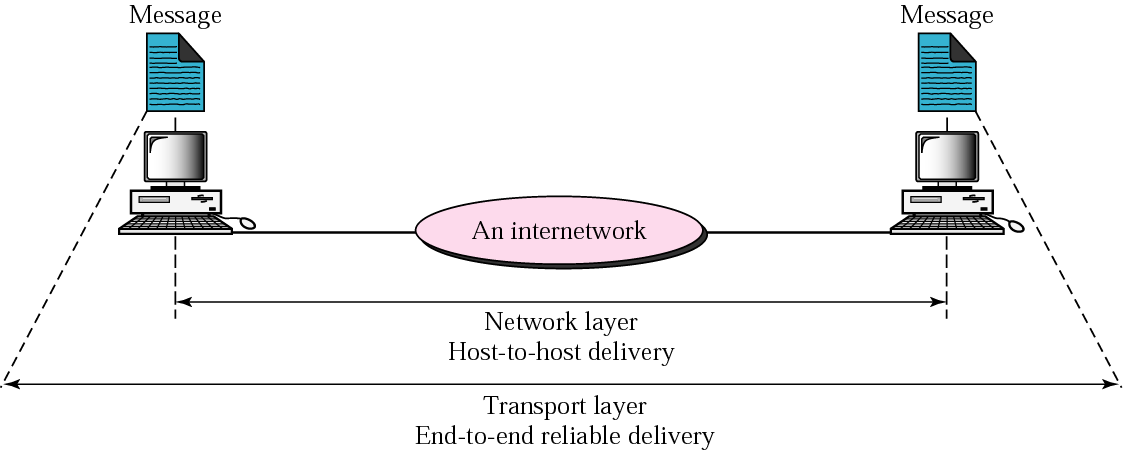 Message
Message
An internetwork
Network layer
Host-to-host delivery
Transport layer
End-to-end reliable delivery